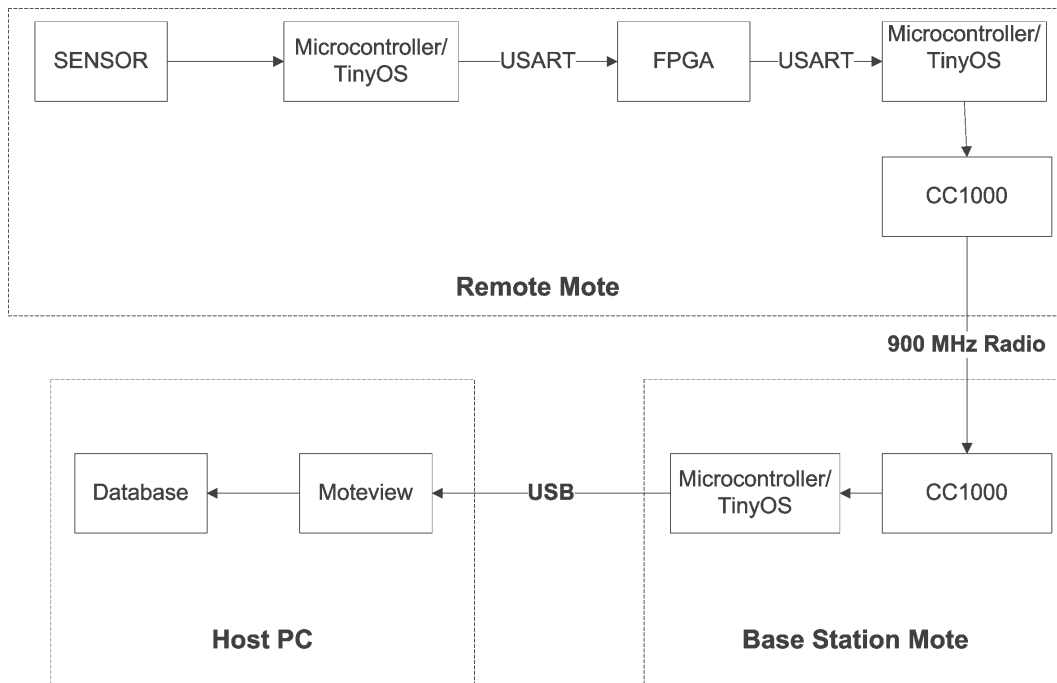 SENSOR
Microcontroller/
TinyOS
USART
FPGA
USART
Microcontroller/
TinyOS
CC1000
Remote Mote
900 MHz Radio
Database
Moteview
USB
Microcontroller/
TinyOS
CC1000
Host PC
Base Station Mote